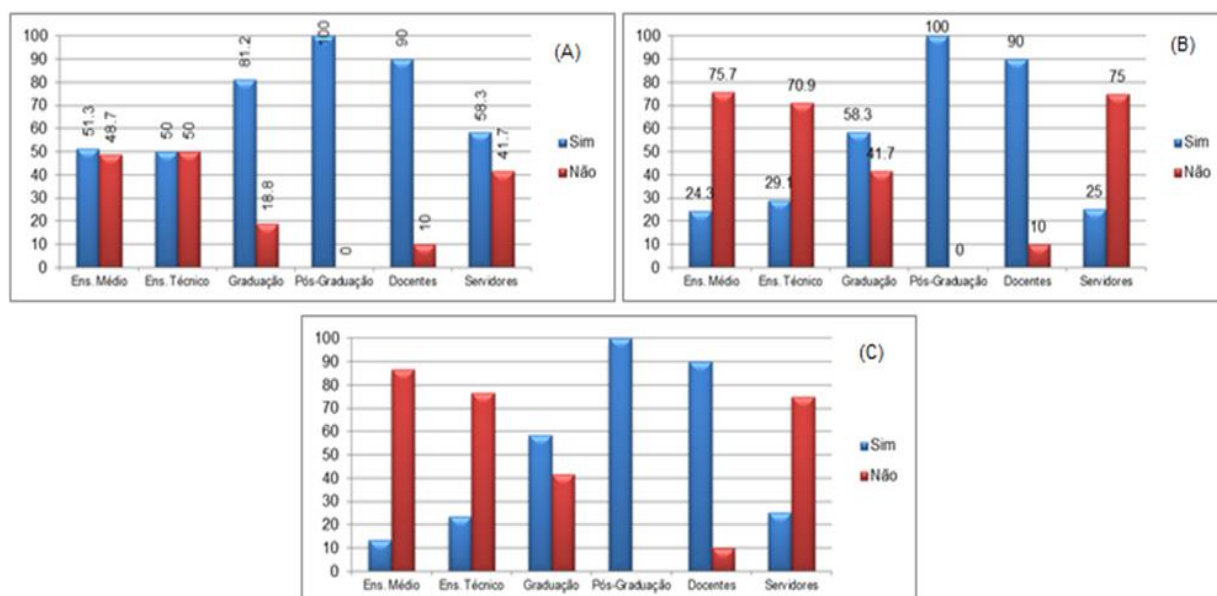 (A)
100
90
80
70
60
50
40
30
20
10
0
51.3
48.7
50
50
81.2
18.8
100
0
90
10
58.3
41.7
Ens. Médio
Ens. Técnico
Graduação
Pós-Graduação
Docentes
Servidores
Sim
Não
(B)
100
90
80
70
60
50
40
30
20
10
0
24.3
75.7
29.1
70.9
58.3
41.7
100
0
90
10
25
75
Ens. Médio
Ens. Técnico
Graduação
Pós-Graduação
Docentes
Servidores
Sim
Não
(C)
100
90
80
70
60
50
40
30
20
10
0
Ens. Médio
Ens. Técnico
Graduação
Pós-Graduação
Docentes
Servidores
Sim
Não